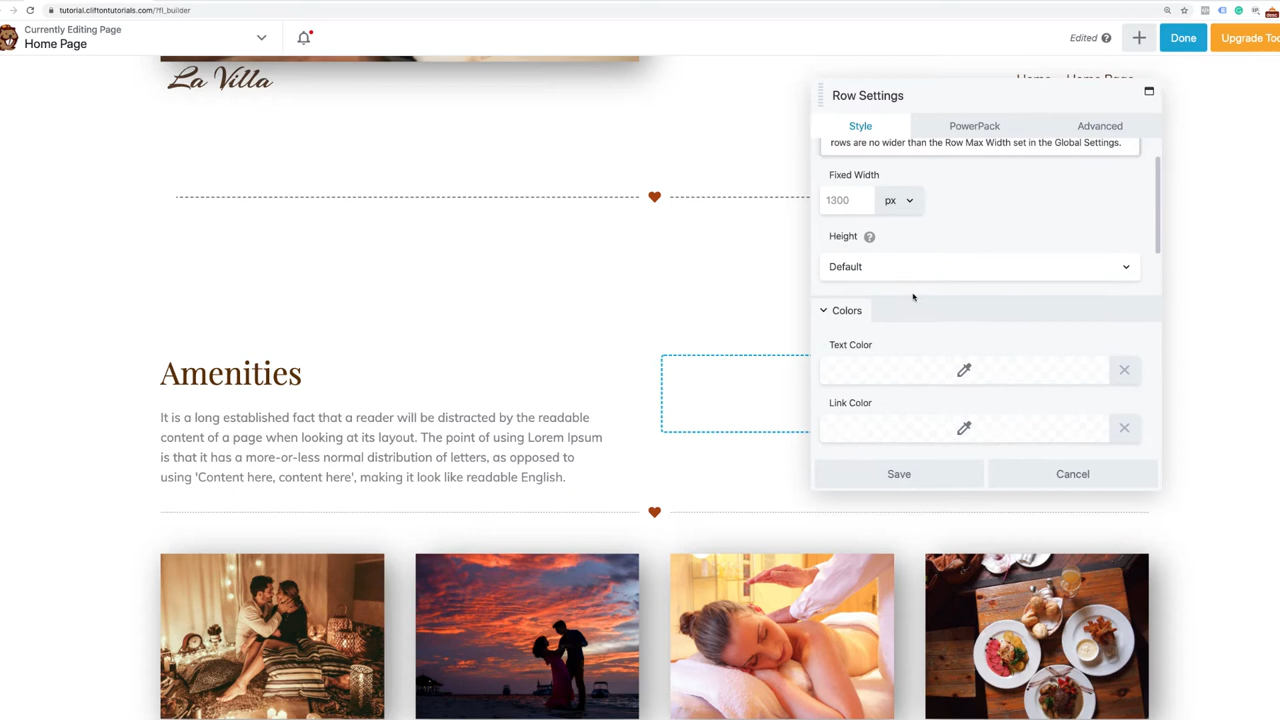 tutorial.cliftontutorials.com/?fl_builder
Currently Editing Page
Home Page
Edited
Done
Upgrade
La Villa
Home Home Page
Row Settings
Style PowerPack Advanced
rows are no wider than the Row Max Width set in the Global Settings.
Fixed Width
1300 px
Height
Default
Colors
Text Color
Link Color
Save Cancel
Amenities
It is a long established fact that a reader will be distracted by the readable
content of a page when looking at its layout. The point of using Lorem Ipsum
is that it has a more-or-less normal distribution of letters, as opposed to
using 'Content here, content here', making it look like readable English.